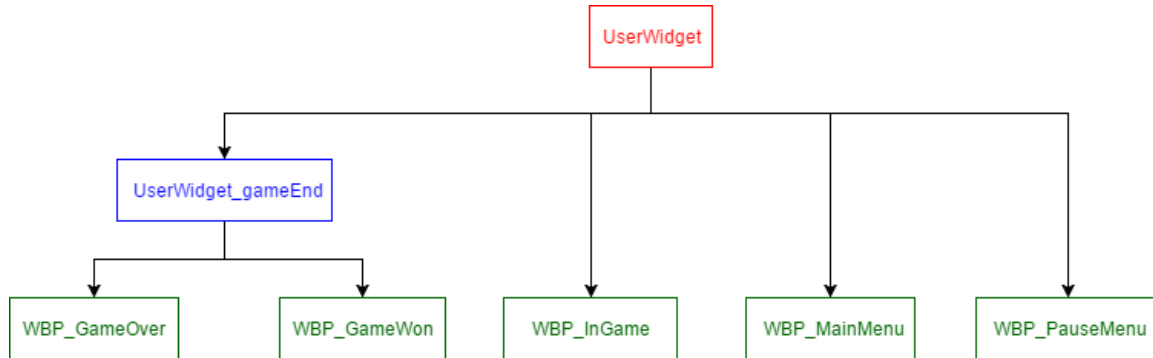 UserWidget
UserWidget_gameEnd
WBP_GameOver
WBP_GameWon
WBP_InGame
WBP_MainMenu
WBP_PauseMenu